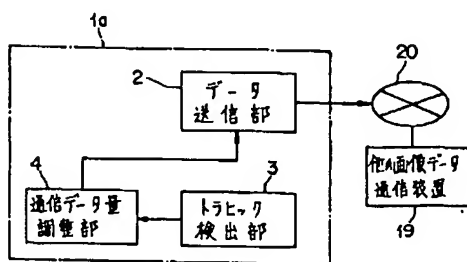 1a
20
2
データ
送信部
4
通信データ量
調整部
3
トラヒック
検出部
他の画像データ
通信装置
19